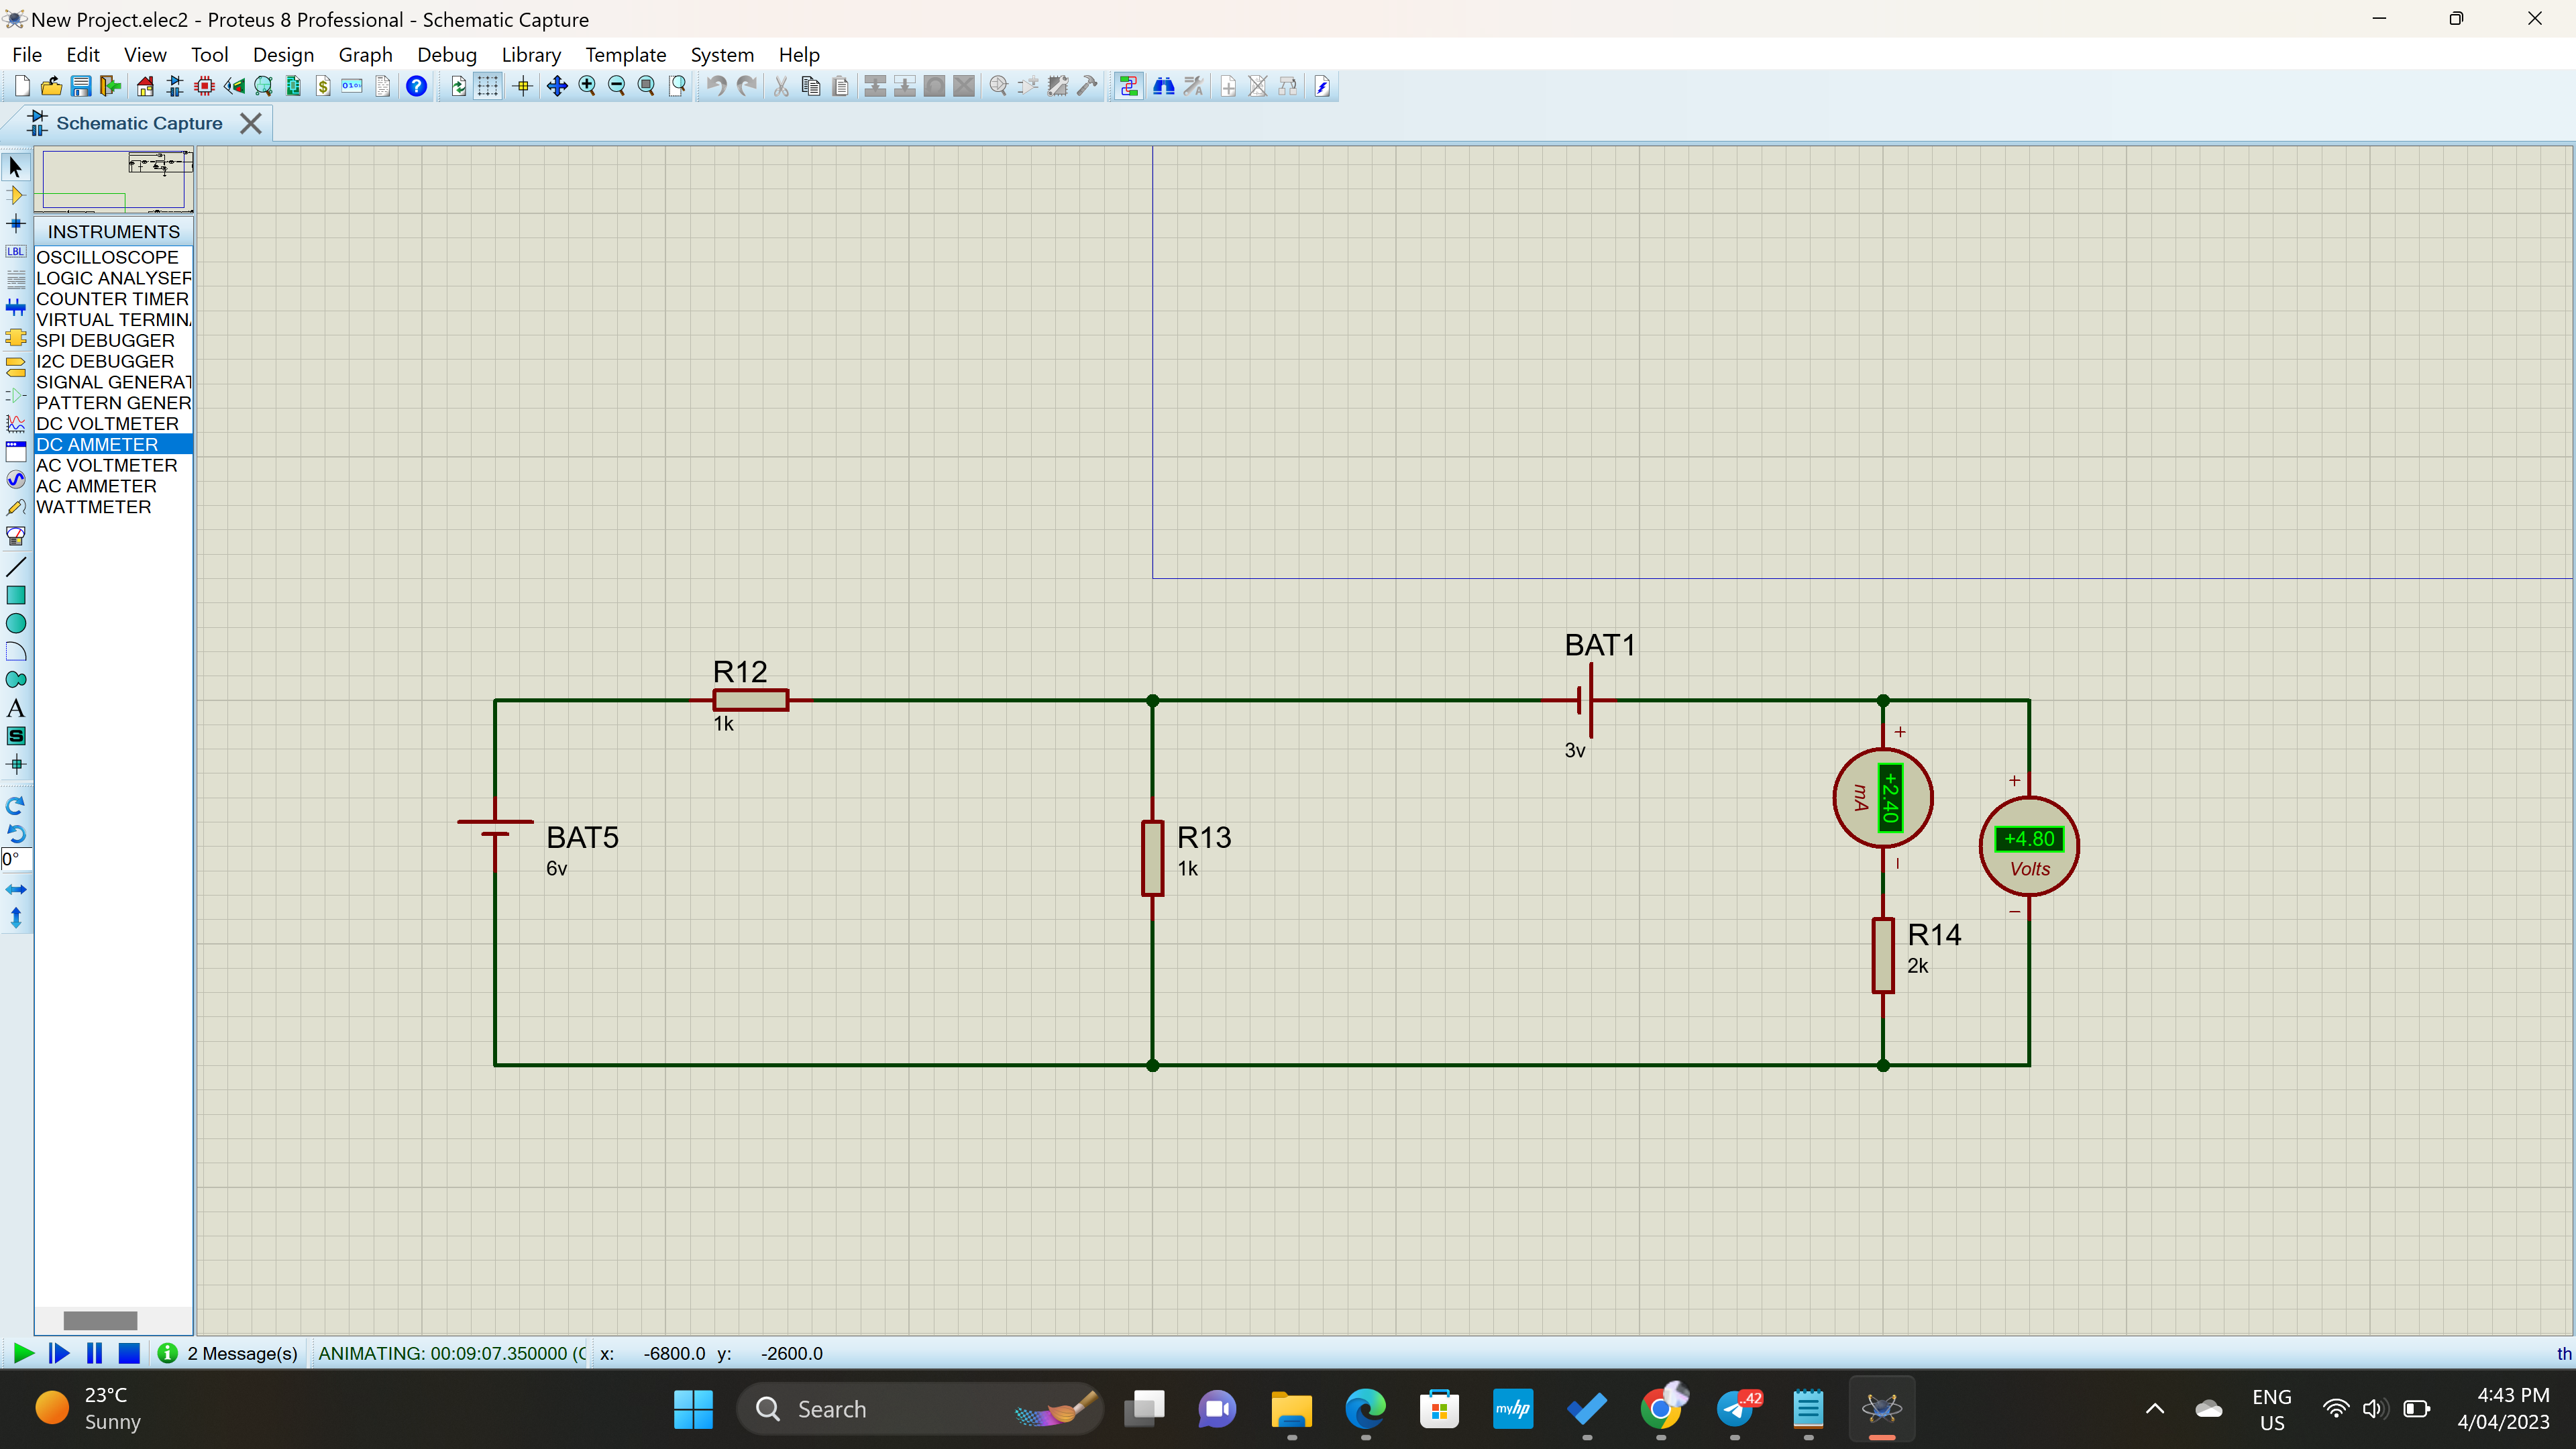 New Project.elec2 - Proteus 8 Professional - Schematic Capture
File Edit View Tool Design Graph Debug Library Template System Help
Schematic Capture
LBL
INSTRUMENTS
OSCILLOSCOPE
LOGIC ANALYSER
COUNTER TIMER
VIRTUAL TERMIN
SPI DEBUGGER
I2C DEBUGGER
SIGNAL GENERAT
PATTERN GENER
DC VOLTMETER
DC AMMETER
AC VOLTMETER
AC AMMETER
WATTMETER
A
S
0°
R12
1k
BAT5
6v
R13
1k
BAT1
3v
+
+2.40
mA
−
R14
2k
+
+4.80
Volts
−
2 Message(s) ANIMATING: 00:09:07.350000 (C x: -6800.0 y: -2600.0 th
23°C
Sunny
Search
myhp
42
ENG
US
4:43 PM
4/04/2023